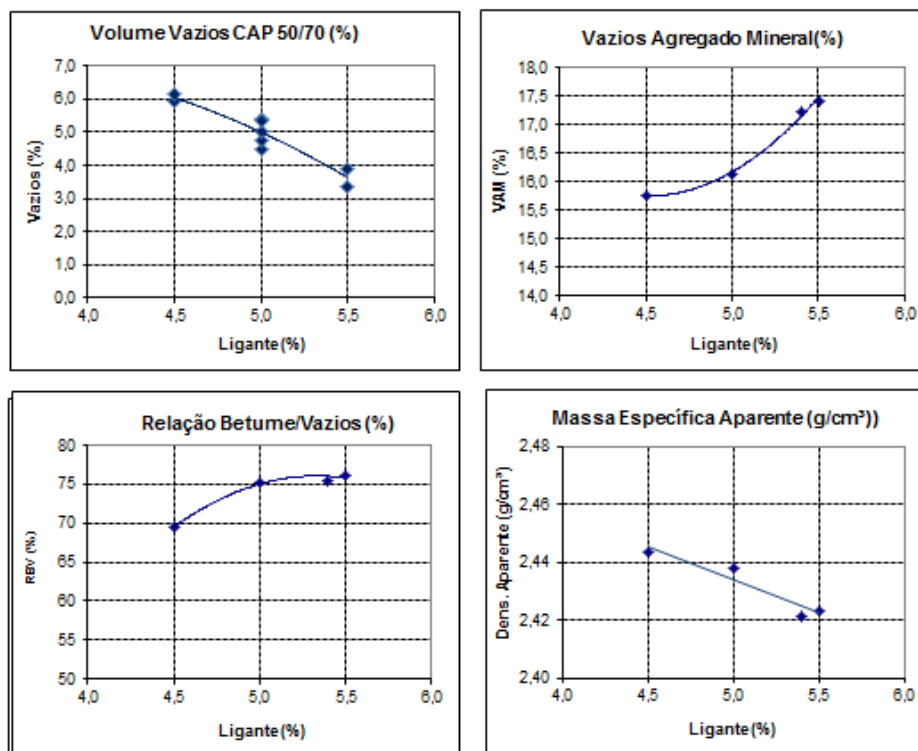 Volume Vazios CAP 50/70 (%)
7,0
6,0
5,0
4,0
3,0
2,0
1,0
0,0
Vazios (%)
4,0 4,5 5,0 5,5 6,0
Ligante(%)
Vazios Agregado Mineral(%)
18,0
17,5
17,0
16,5
16,0
15,5
15,0
14,5
14,0
VAM (%)
4,0 4,5 5,0 5,5 6,0
Ligante(%)
Relação Betume/Vazios (%)
80
75
70
65
60
55
50
RBV (%)
4,0 4,5 5,0 5,5 6,0
Ligante(%)
Massa Específica Aparente (g/cm³))
2,48
2,46
2,44
2,42
2,40
Dens. Aparente (g/cm³)
4,0 4,5 5,0 5,5 6,0
Ligante(%)